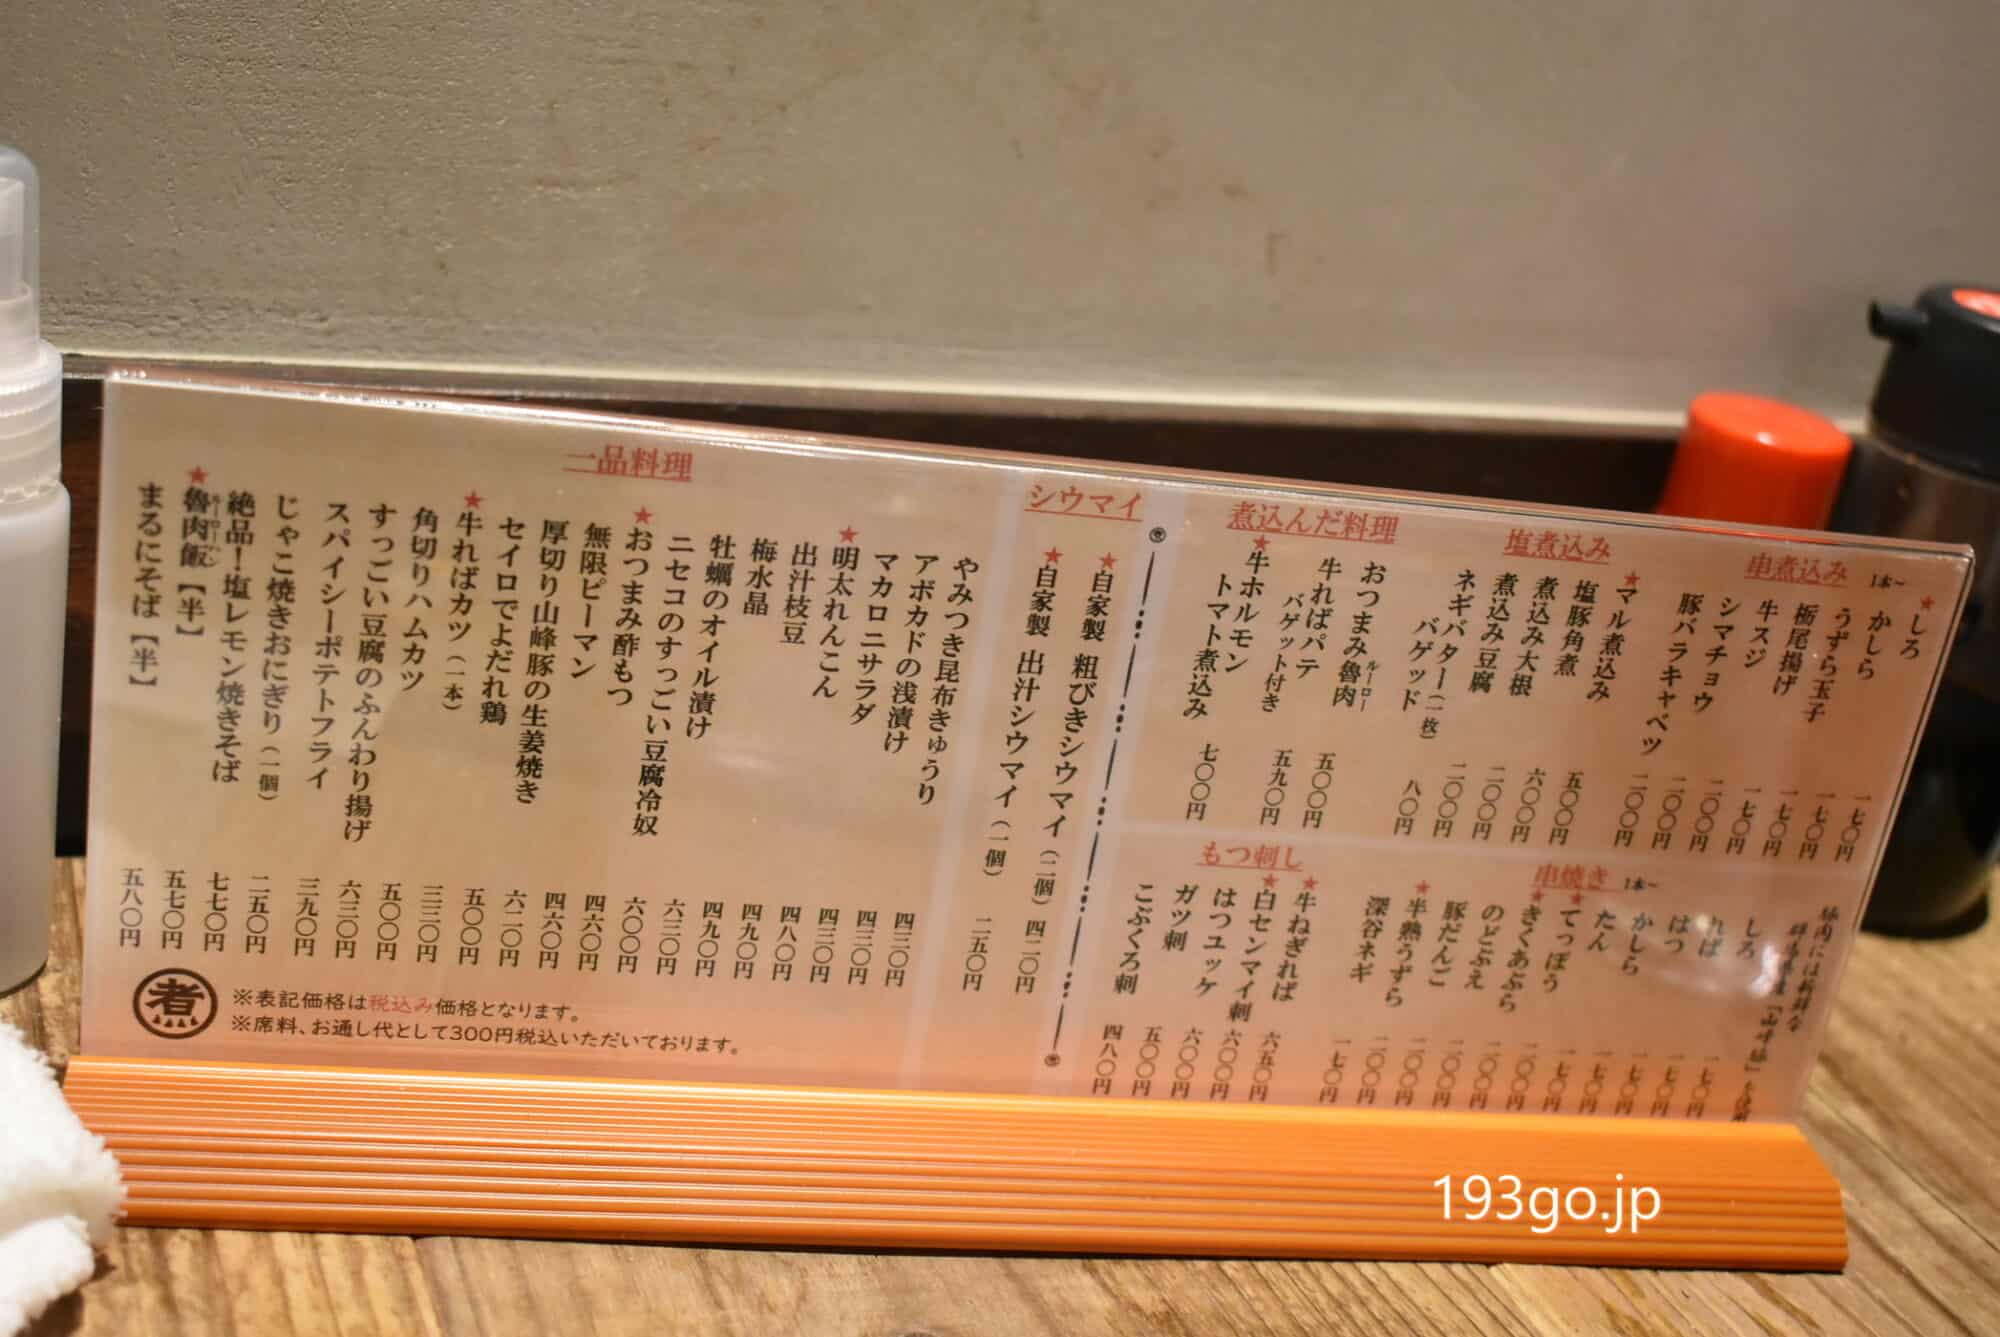 串煮込み 1本~
★しろ 一七〇円
かしら 一七〇円
うずら玉子 一七〇円
栃尾揚げ 一七〇円
牛スジ 二〇〇円
シマチョウ 二〇〇円
豚バラキャベツ 二〇〇円
塩煮込み
★マル煮込み 五〇〇円
塩豚角煮 六〇〇円
煮込み大根 二〇〇円
煮込み豆腐 二〇〇円
ネギバター(一枚)
バゲッド 八〇円
煮込んだ料理
おつまみ魯肉 五〇〇円
ルーロー
牛ればパテ
バゲット付き 五九〇円
★牛ホルモン
トマト煮込み 七〇〇円
串焼き 1本~
しろ 一七〇円
れば 一七〇円
はつ 一七〇円
かしら 一七〇円
たん 一七〇円
★てっぽう
★きくあぶら 二〇〇円
のどぶえ 二〇〇円
豚だんご 二〇〇円
★半熟うずら 二〇〇円
深谷ネギ 一七〇円
もつ刺し
★牛ねぎれば 六五〇円
★白センマイ刺 六〇〇円
はつユッケ 六〇〇円
ガツ刺 五〇〇円
こぶくろ刺 四八〇円
シウマイ
★自家製 粗びきシウマイ(二個) 四二〇円
★自家製 出汁シウマイ(一個) 二五〇円
一品料理
やみつき昆布きゅうり 四三〇円
アボカドの浅漬け 四二〇円
マカロニサラダ 四三〇円
★明太れんこん 四八〇円
出汁枝豆 四九〇円
梅水晶 四九〇円
牡蠣のオイル漬け 六三〇円
ニセコのすっごい豆腐冷奴 六〇〇円
★おつまみ酢もつ 四六〇円
無限ピーマン 四六〇円
厚切り山峰豚の生姜焼き 六二〇円
セイロでよだれ鶏 五〇〇円
★牛ればカツ(一本) 三三〇円
角切りハムカツ 五〇〇円
すっごい豆腐のふんわり揚げ 六三〇円
スパイシーポテトフライ 三九〇円
じゃこ焼きおにぎり(一個) 二五〇円
絶品!塩レモン焼きそば 七七〇円
★魯肉飯【半】 五七〇円
ルーローハン
まるにそば【半】 五八〇円
煮
※表記価格は税込み価格となります。
※席料、お通し代として300円税込いただいております。
193go.jp